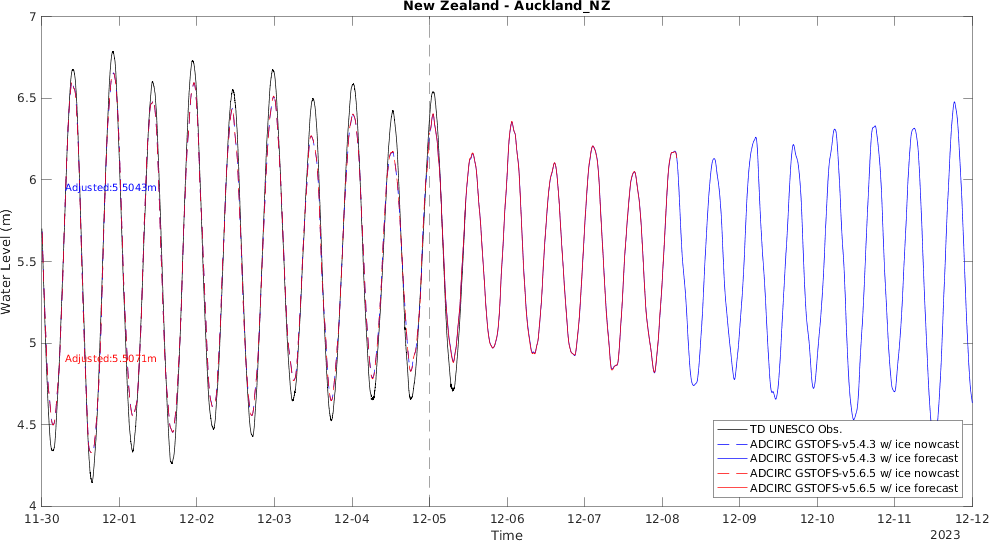 New Zealand - Auckland_NZ
7
6.5
6
5.5
5
4.5
4
Water Level (m)
Adjusted:5.5043m
Adjusted:5.5071m
TD UNESCO Obs.
ADCIRC GSTOFS-v5.4.3 w/ ice nowcast
ADCIRC GSTOFS-v5.4.3 w/ ice forecast
ADCIRC GSTOFS-v5.6.5 w/ ice nowcast
ADCIRC GSTOFS-v5.6.5 w/ ice forecast
11-30 12-01 12-02 12-03 12-04 12-05 12-06 12-07 12-08 12-09 12-10 12-11 12-12
Time
2023